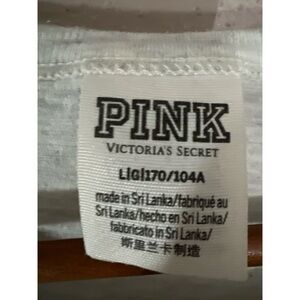 PINK
VICTORIA'S SECRET
L|G|170/104A
made in Sri Lanka/fabriqué au
Sri Lanka/hecho en Sri Lanka/
fabbricato in Sri Lanka/
斯里兰卡制造